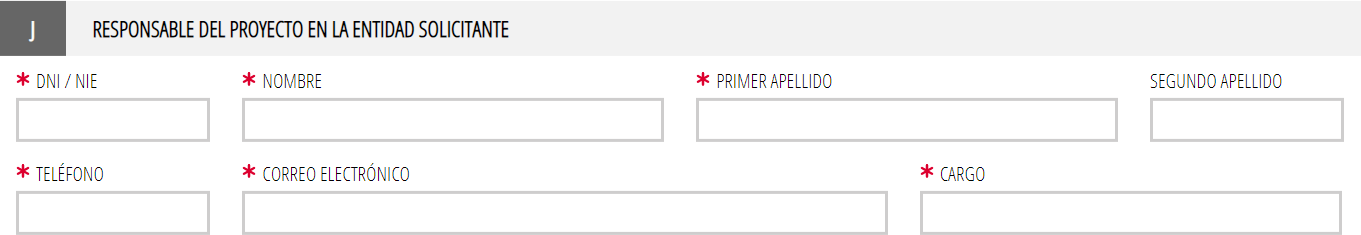 J RESPONSABLE DEL PROYECTO EN LA ENTIDAD SOLICITANTE
* DNI / NIE * NOMBRE * PRIMER APELLIDO SEGUNDO APELLIDO
* TELÉFONO * CORREO ELECTRÓNICO * CARGO